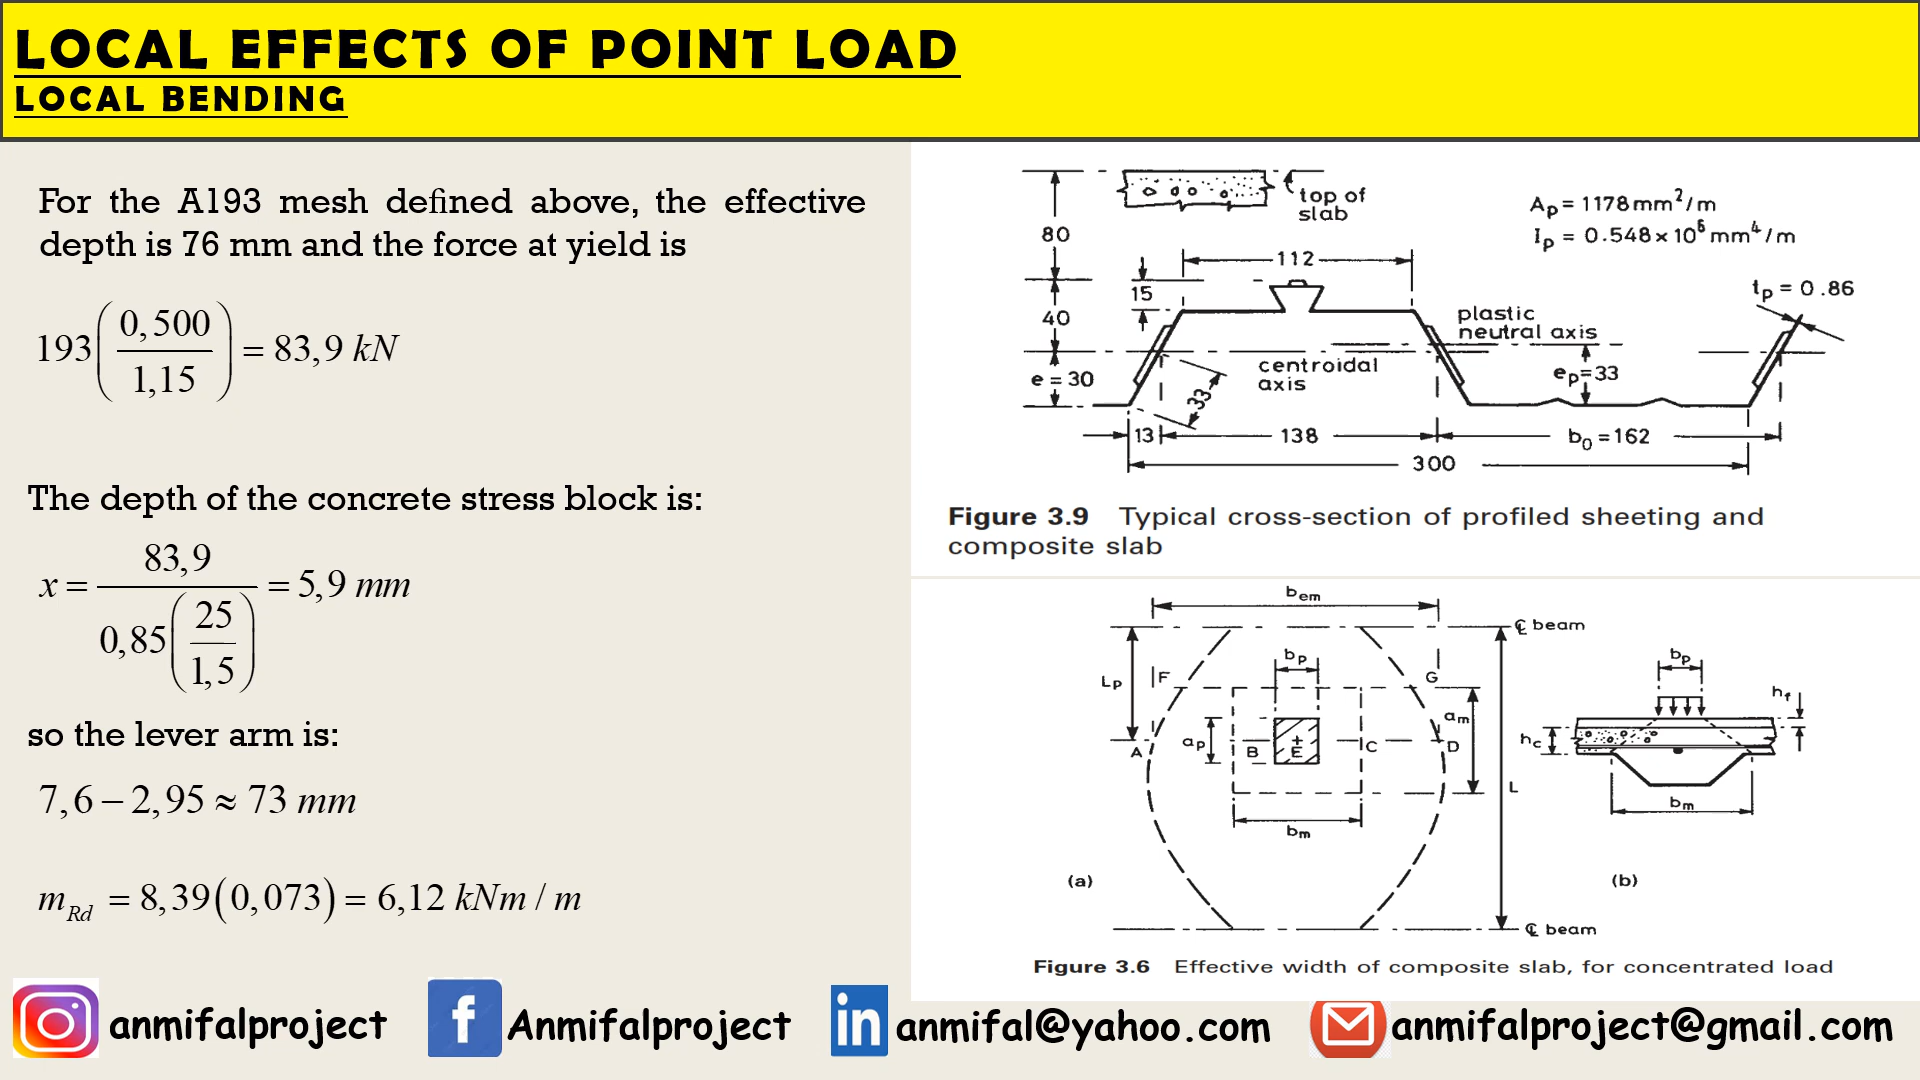 LOCAL EFFECTS OF POINT LOAD
LOCAL BENDING
For the A193 mesh defined above, the effective
depth is 76 mm and the force at yield is
193(0,500/1,15) = 83,9 kN
The depth of the concrete stress block is:
x = 83,9/(0,85(25/1,5)) = 5,9 mm
so the lever arm is:
7,6 − 2,95 ≈ 73 mm
m_Rd = 8,39(0,073) = 6,12 kNm / m
top of
slab
80
112
15
40
e = 30
33
centroidal
axis
plastic
neutral axis
e_p=33
A_p = 1178 mm²/m
I_p = 0.548 x 10⁶ mm⁴/m
t_p = 0.86
13
138
b_0 = 162
300
Figure 3.9 Typical cross-section of profiled sheeting and
composite slab
b_em
℄ beam
L_p
F
b_p
G
a_m
a_p
A
B
E
C
D
L
b_m
(a)
℄ beam
b_p
h_f
h_c
b_m
(b)
Figure 3.6 Effective width of composite slab, for concentrated load
anmifalproject
f
Anmifalproject
in
anmifal@yahoo.com
anmifalproject@gmail.com